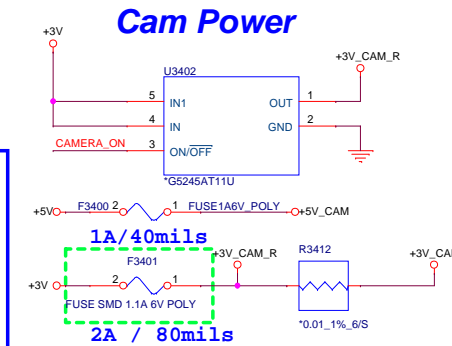 Cam Power
+3V
U3402
+3V_CAM_R
5 IN1 OUT 1
4 IN GND 2
CAMERA_ON 3 ON/OFF
*G5245AT11U
+5V F3400 2 1 FUSE1A6V_POLY +5V_CAM
1A/40mils
F3401 +3V_CAM_R R3412 +3V_CA
+3V 2 1
FUSE SMD 1.1A 6V POLY
*0.01_1%_6/S
2A / 80mils